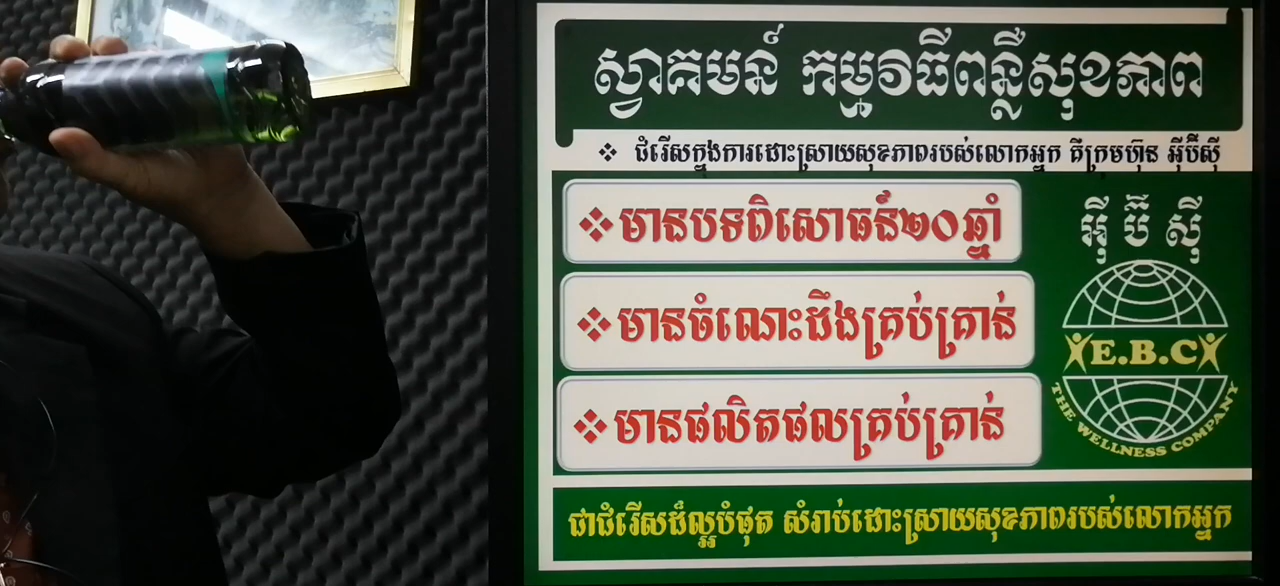 ស្វាគមន៍ កម្មវិធីពន្លឺសុខភាព
❖ ជំរើសក្នុងការដោះស្រាយសុខភាពរបស់លោកអ្នក គឺក្រុមហ៊ុន អ៊ីប៊ីស៊ី
❖មានបទពិសោធន៍២០ឆ្នាំ
❖មានចំណេះដឹងគ្រប់គ្រាន់
❖មានផលិតផលគ្រប់គ្រាន់
អ៊ី ប៊ី ស៊ី
E.B.C
THE WELLNESS COMPANY
ជាជំរើសដ៏ល្អបំផុត សំរាប់ដោះស្រាយសុខភាពរបស់លោកអ្នក